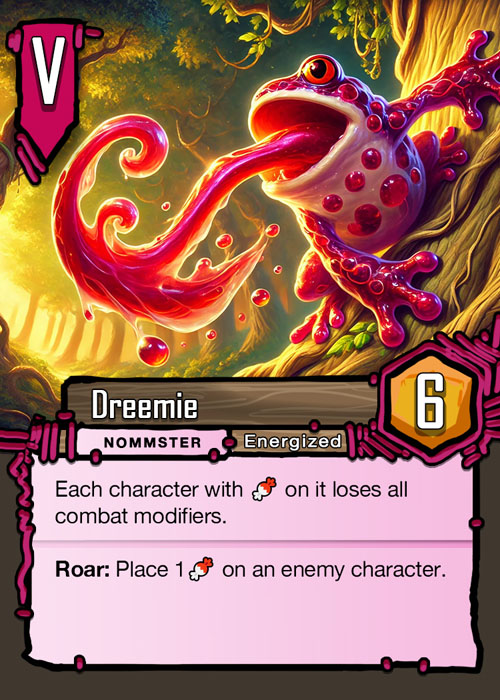 V
Dreemie
6
NOMMSTER
Energized
Each character with on it loses all
combat modifiers.
Roar: Place 1 on an enemy character.